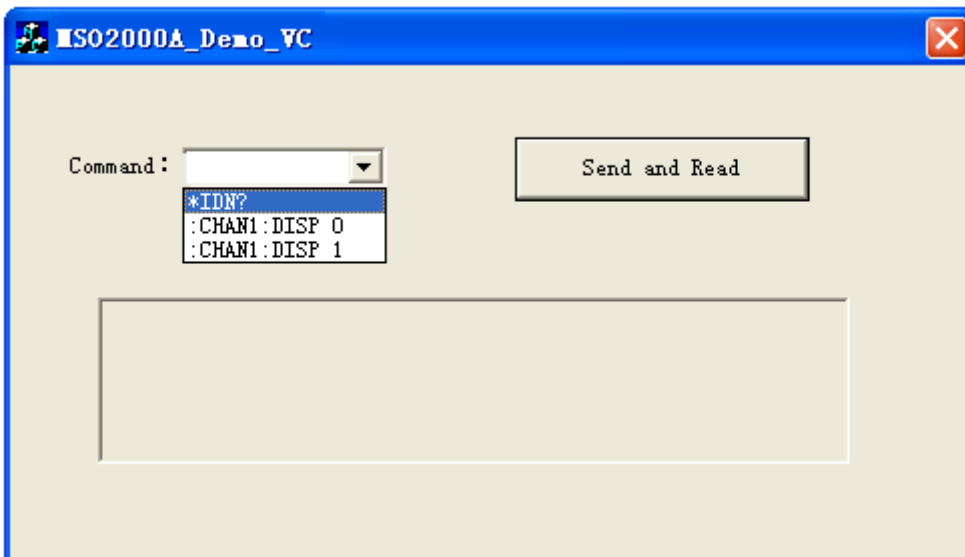 MSO2000A_Demo_VC
Command:
Send and Read
*IDN?
:CHAN1:DISP 0
:CHAN1:DISP 1